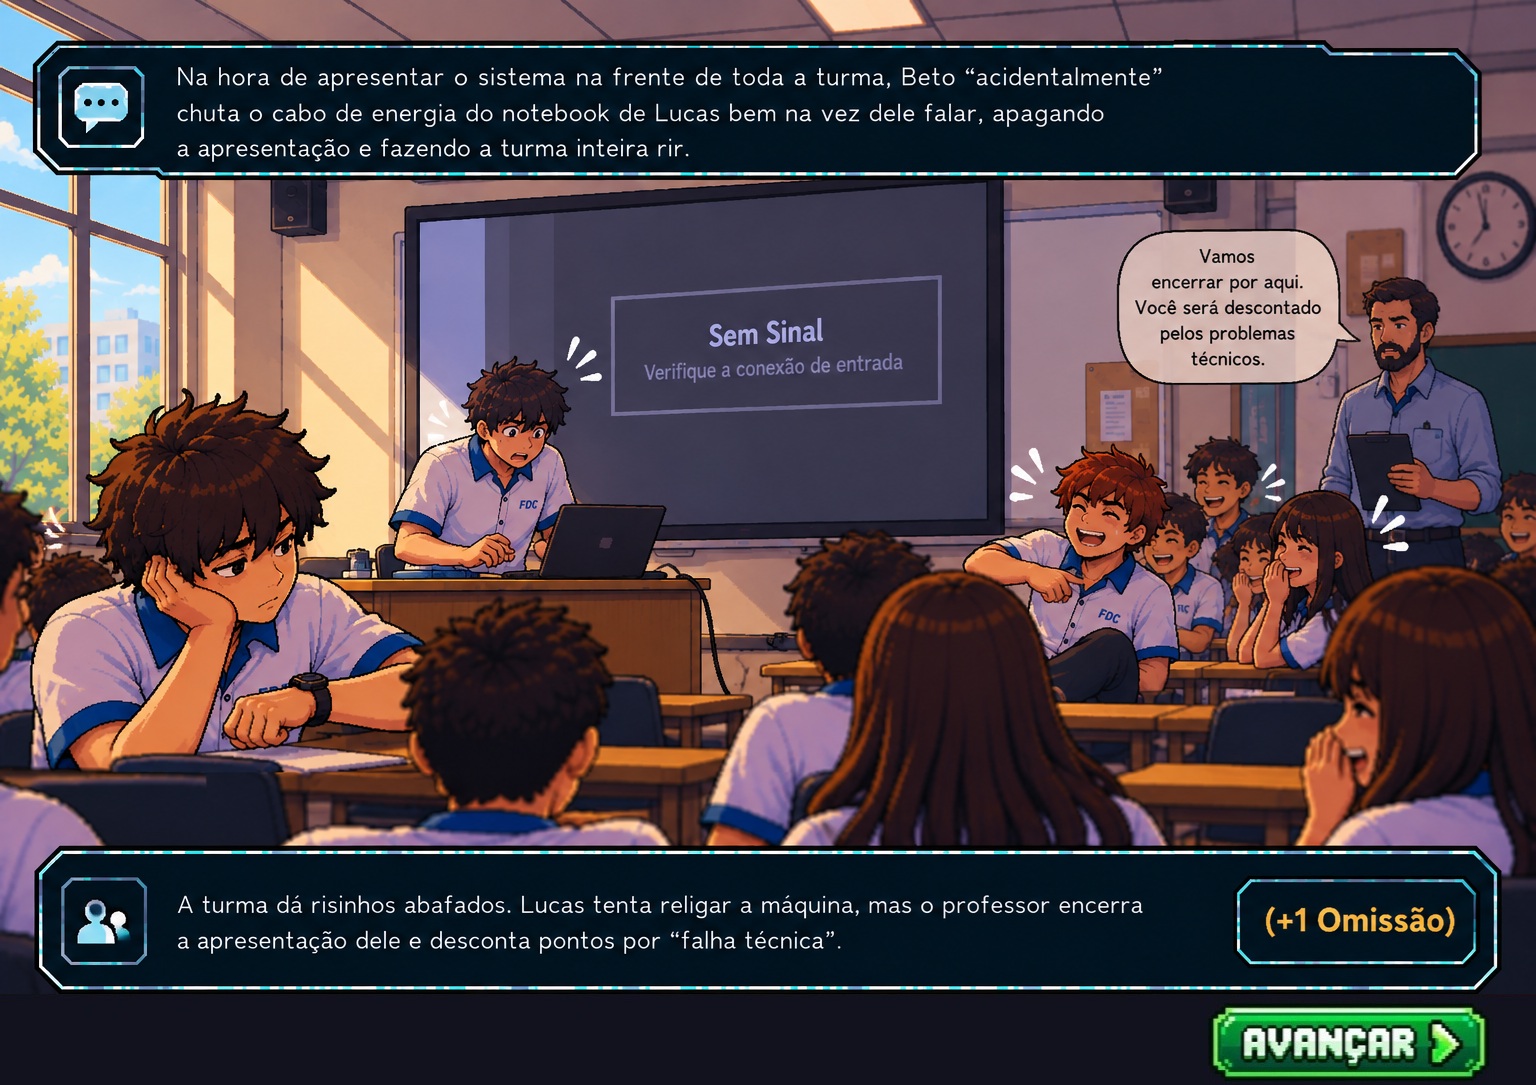 Na hora de apresentar o sistema na frente de toda a turma, Beto “acidentalmente”
chuta o cabo de energia do notebook de Lucas bem na vez dele falar, apagando
a apresentação e fazendo a turma inteira rir.
Sem Sinal
Verifique a conexão de entrada
Vamos
encerrar por aqui.
Você será descontado
pelos problemas
técnicos.
FDC
FDC
A turma dá risinhos abafados. Lucas tenta religar a máquina, mas o professor encerra
a apresentação dele e desconta pontos por “falha técnica”.
(+1 Omissão)
AVANÇAR